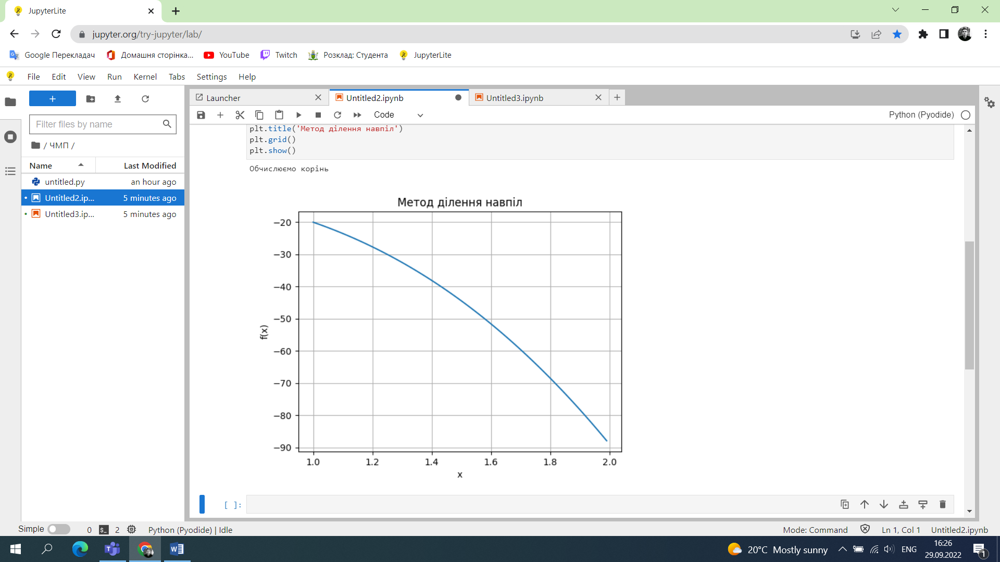 JupyterLite
jupyter.org/try-jupyter/lab/
Google Перекладач Домашня сторінка... YouTube Twitch Розклад: Студента JupyterLite
File Edit View Run Kernel Tabs Settings Help
Launcher Untitled2.ipynb Untitled3.ipynb
Code Python (Pyodide)
Filter files by name
/ ЧМП /
Name Last Modified
untitled.py an hour ago
Untitled2.ip... 5 minutes ago
Untitled3.ip... 5 minutes ago
plt.title('Метод ділення навпіл')
plt.grid()
plt.show()
Обчислюємо корінь
Метод ділення навпіл
−20
−30
−40
−50
−60
−70
−80
−90
f(x)
1.0 1.2 1.4 1.6 1.8 2.0
x
[ ]:
Simple 0 $_ 2 Python (Pyodide) | Idle Mode: Command Ln 1, Col 1 Untitled2.ipynb
20°C Mostly sunny ENG 16:26
29.09.2022 1